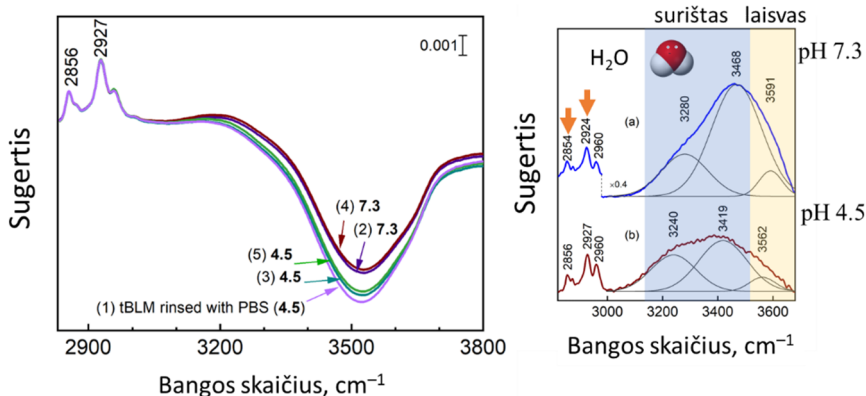 2856
2927
0.001
(4) 7.3
(2) 7.3
(5) 4.5
(3) 4.5
(1) tBLM rinsed with PBS (4.5)
Sugertis
2900 3200 3500 3800
Bangos skaičius, cm⁻¹
surištas laisvas
H₂O
pH 7.3
3468
3591
3280
(a)
2854
2924
2960
×0.4
Sugertis
pH 4.5
3419
3240
3562
(b)
2856
2927
2960
3000 3200 3400 3600
Bangos skaičius, cm⁻¹